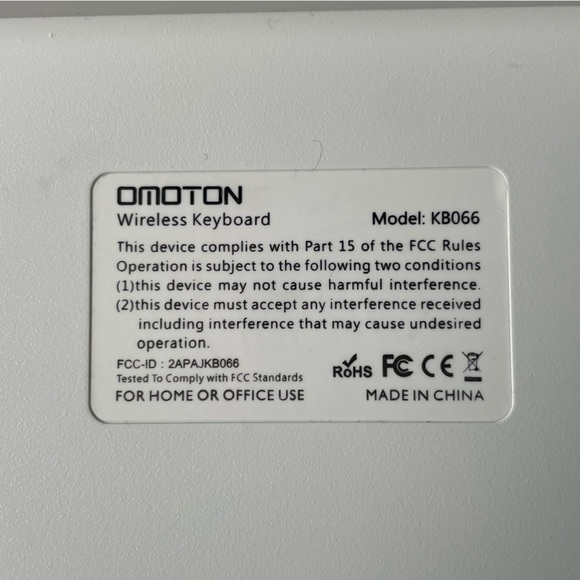 OMOTON
Wireless Keyboard Model: KB066
This device complies with Part 15 of the FCC Rules
Operation is subject to the following two conditions
(1)this device may not cause harmful interference.
(2)this device must accept any interference received
including interference that may cause undesired
operation.
FCC-ID : 2APAJKB066
Tested To Comply with FCC Standards
RoHS FC CE
FOR HOME OR OFFICE USE MADE IN CHINA